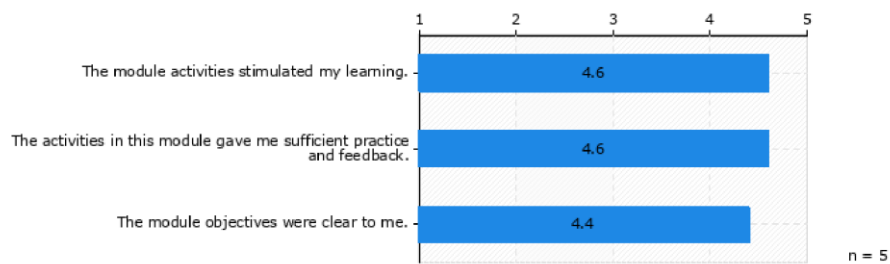 1 2 3 4 5
The module activities stimulated my learning.
4.6
The activities in this module gave me sufficient practice
and feedback.
4.6
The module objectives were clear to me.
4.4
n = 5